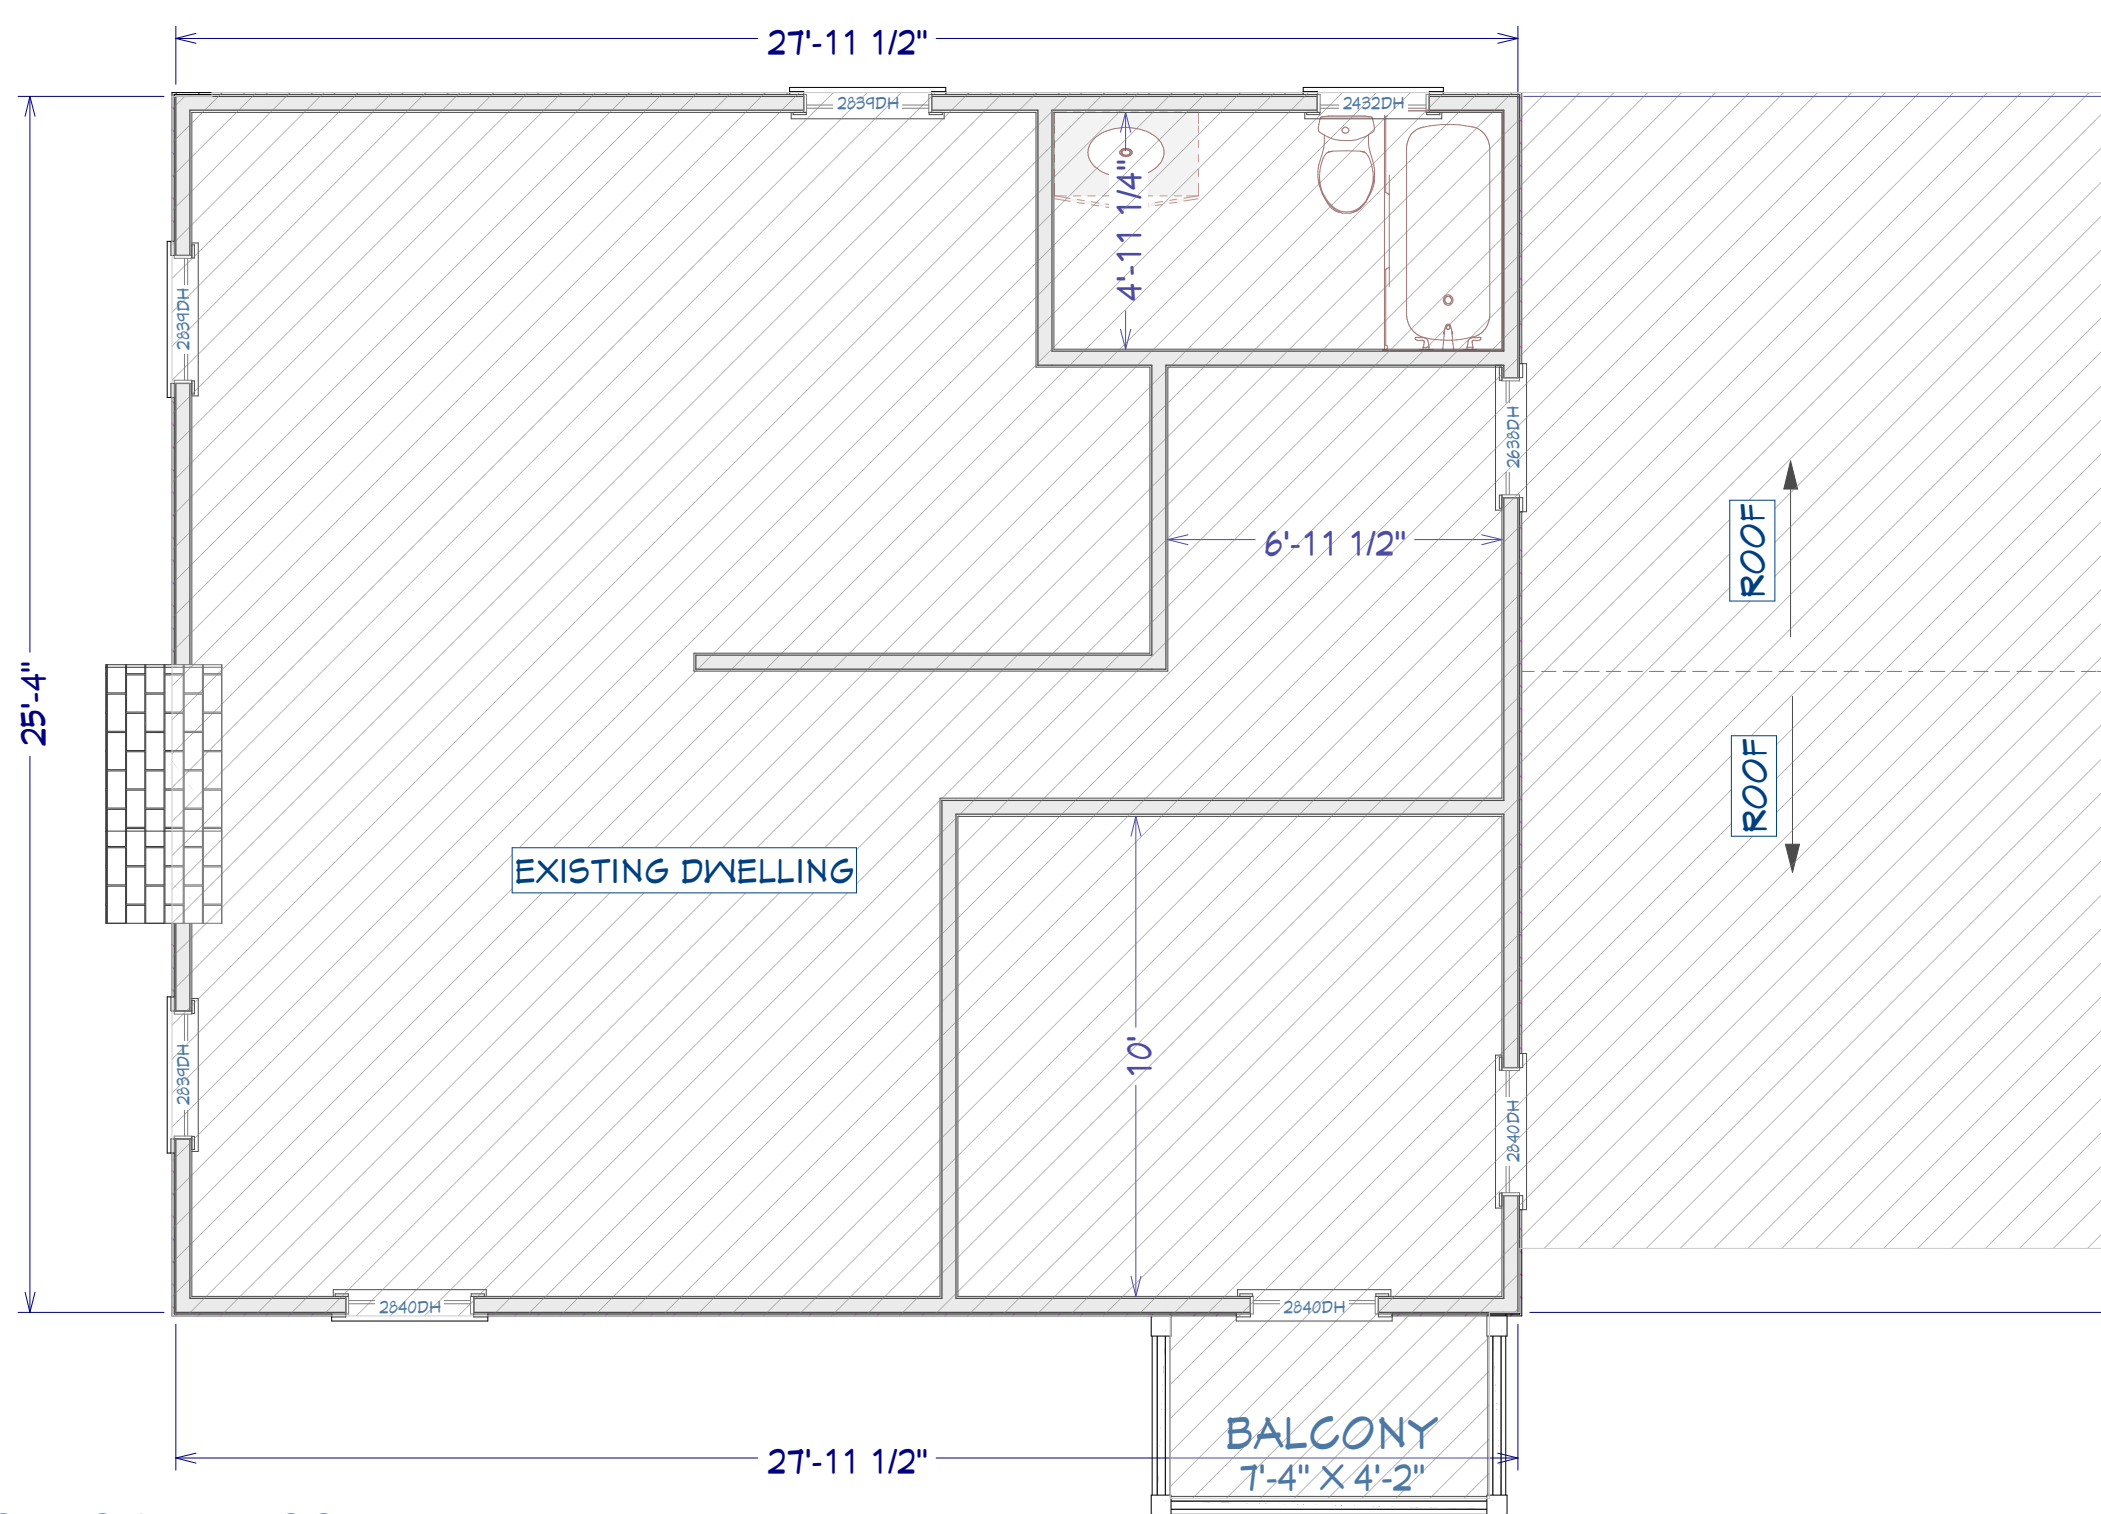 27'-11 1/2"
2839DH
2432DH
4'-11 1/4"
2839DH
2638DH
6'-11 1/2"
ROOF
25'-4"
ROOF
EXISTING DWELLING
10'
2839DH
2840DH
2840DH
2840DH
BALCONY
7'-4" X 4'-2"
27'-11 1/2"